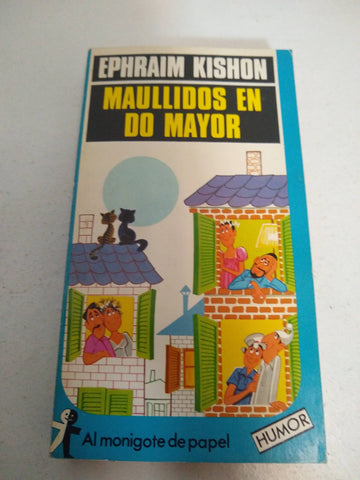 EPHRAIM KISHON
MAULLIDOS EN
DO MAYOR
Al monigote de papel
HUMOR